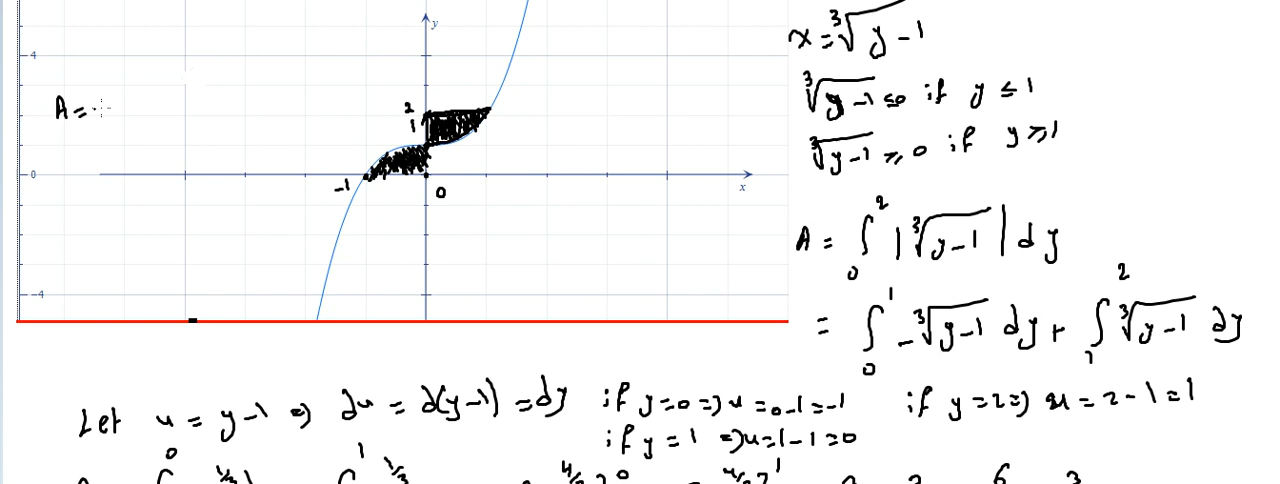 y
4
A =
2
1
0
-1
0
x
-4
x = ∛(y-1)
∛(y-1) ≤0 if y ≤ 1
∛(y-1) ≥ 0 if y ≥ 1
A = ∫₀² |∛(y-1)| dy
= ∫₀¹ -∛(y-1) dy + ∫₁² ∛(y-1) dy
Let u = y-1 => du = d(y-1) = dy if y=0 => u = 0-1 = -1 if y=2 => u = 2-1 = 1
if y = 1 => u = 1-1 = 0